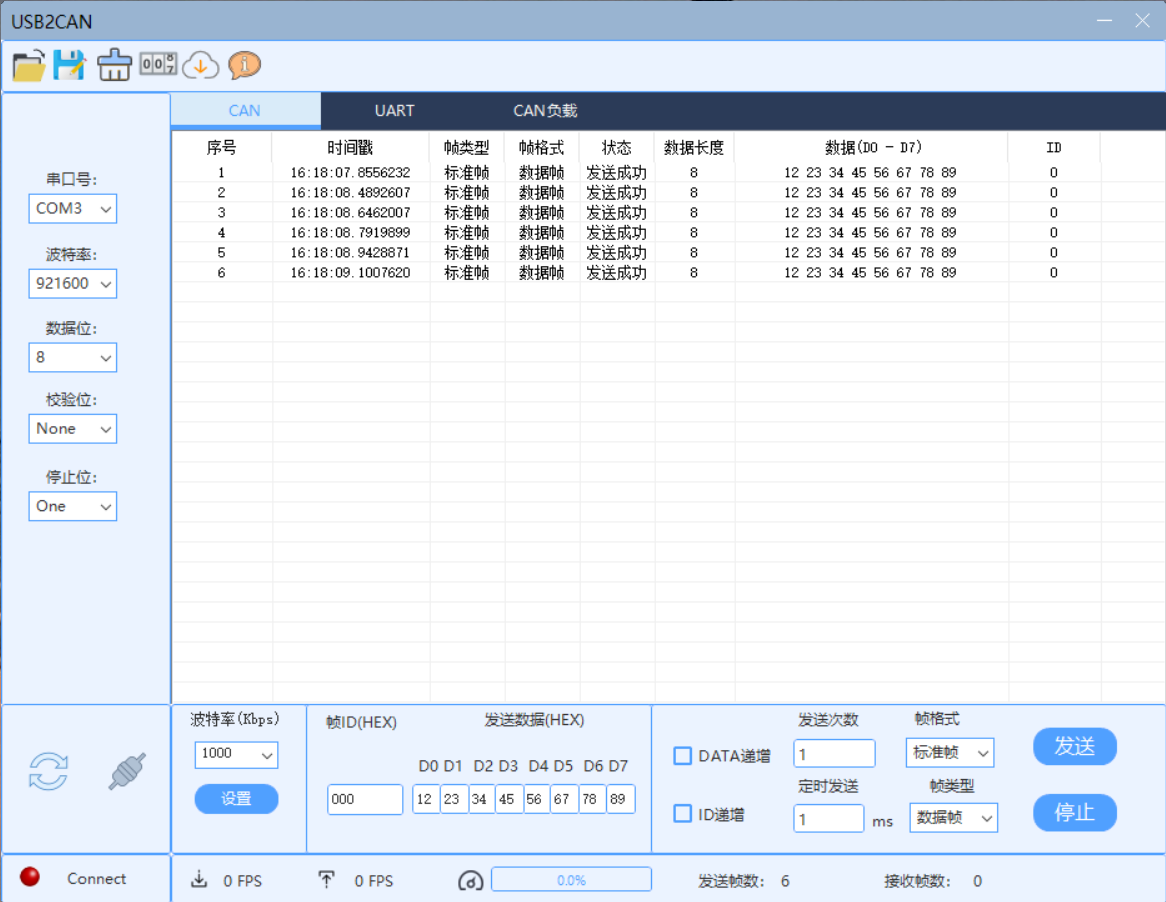 USB2CAN
CAN UART CAN负载
序号 时间戳 帧类型 帧格式 状态 数据长度 数据(D0 - D7) ID
1 16:18:07.8556232 标准帧 数据帧 发送成功 8 12 23 34 45 56 67 78 89 0
2 16:18:08.4892607 标准帧 数据帧 发送成功 8 12 23 34 45 56 67 78 89 0
3 16:18:08.6462007 标准帧 数据帧 发送成功 8 12 23 34 45 56 67 78 89 0
4 16:18:08.7919899 标准帧 数据帧 发送成功 8 12 23 34 45 56 67 78 89 0
5 16:18:08.9428871 标准帧 数据帧 发送成功 8 12 23 34 45 56 67 78 89 0
6 16:18:09.1007620 标准帧 数据帧 发送成功 8 12 23 34 45 56 67 78 89 0
串口号:
COM3
波特率:
921600
数据位:
8
校验位:
None
停止位:
One
波特率(Kbps)
1000
设置
帧ID(HEX) 发送数据(HEX)
D0 D1 D2 D3 D4 D5 D6 D7
000 12 23 34 45 56 67 78 89
发送次数 帧格式
DATA递增 1 标准帧 发送
定时发送 帧类型
ID递增 1 ms 数据帧 停止
Connect 0 FPS 0 FPS 0.0% 发送帧数: 6 接收帧数: 0